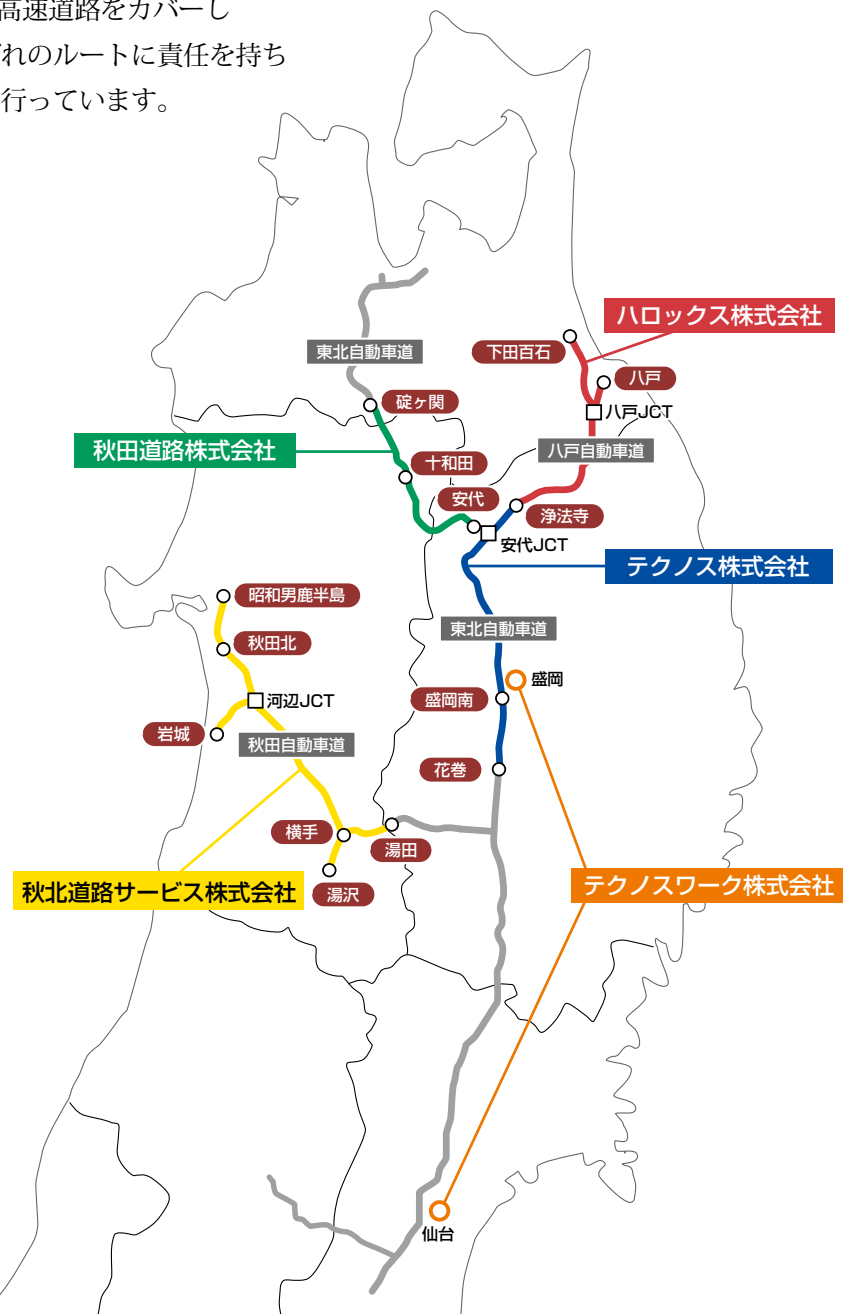 高速道路をカバーし
れのルートに責任を持ち
行っています。
ハロックス株式会社
東北自動車道
下田百石
八戸
碇ヶ関
八戸JCT
秋田道路株式会社
八戸自動車道
十和田
安代
浄法寺
安代JCT
テクノス株式会社
昭和男鹿半島
東北自動車道
秋田北
盛岡
河辺JCT
盛岡南
岩城
秋田自動車道
花巻
横手
湯田
秋北道路サービス株式会社
湯沢
テクノスワーク株式会社
仙台